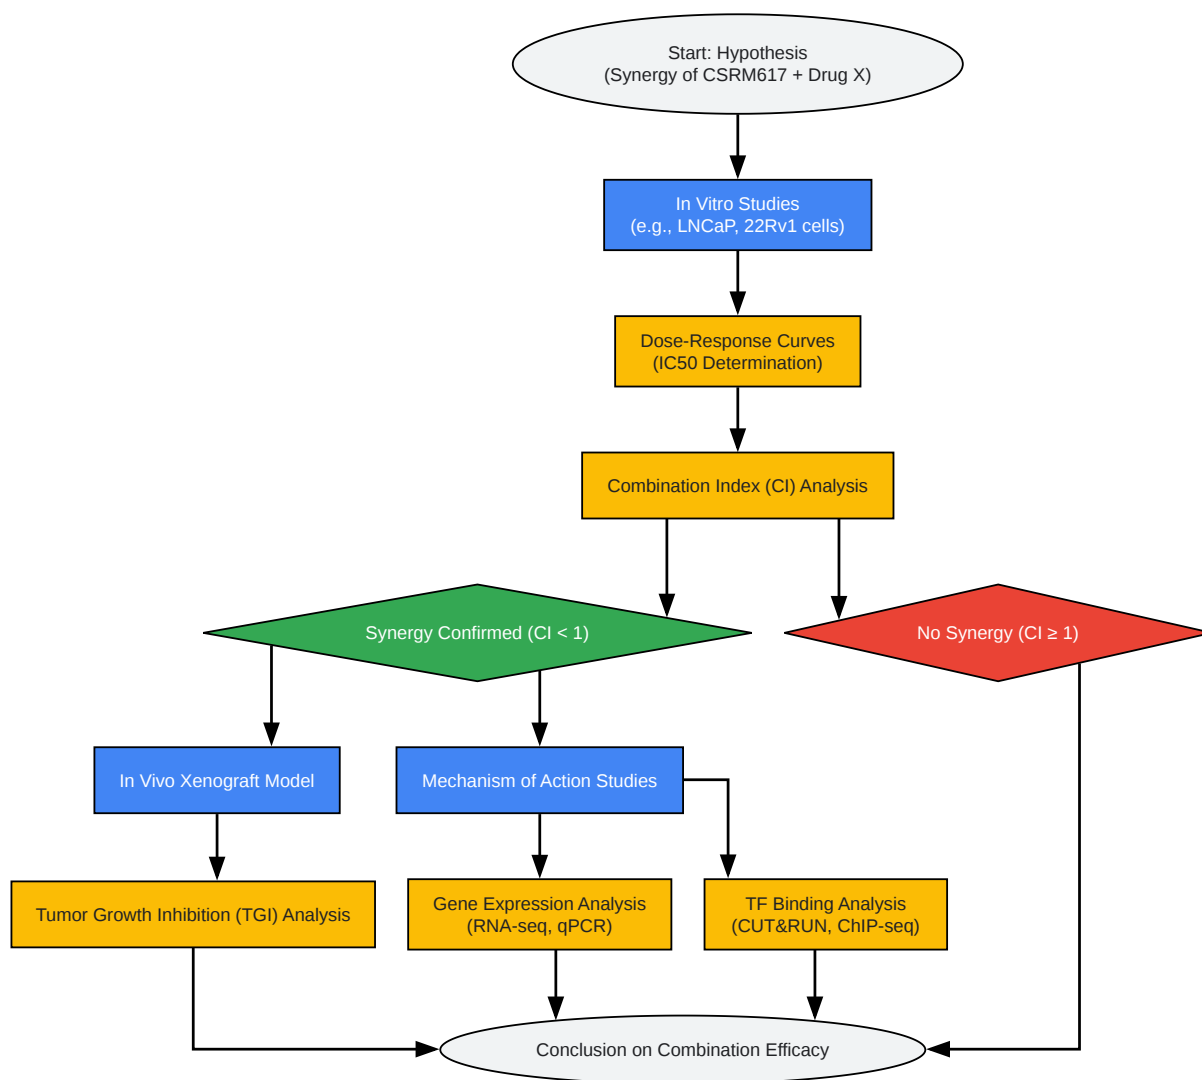 Start: Hypothesis
(Synergy of CSRM617 + Drug X)
In Vitro Studies
(e.g., LNCaP, 22Rv1 cells)
Dose-Response Curves
(IC50 Determination)
Combination Index (CI) Analysis
Synergy Confirmed (CI < 1)
No Synergy (CI ≥ 1)
In Vivo Xenograft Model
Mechanism of Action Studies
Tumor Growth Inhibition (TGI) Analysis
Gene Expression Analysis
(RNA-seq, qPCR)
TF Binding Analysis
(CUT&RUN, ChIP-seq)
Conclusion on Combination Efficacy